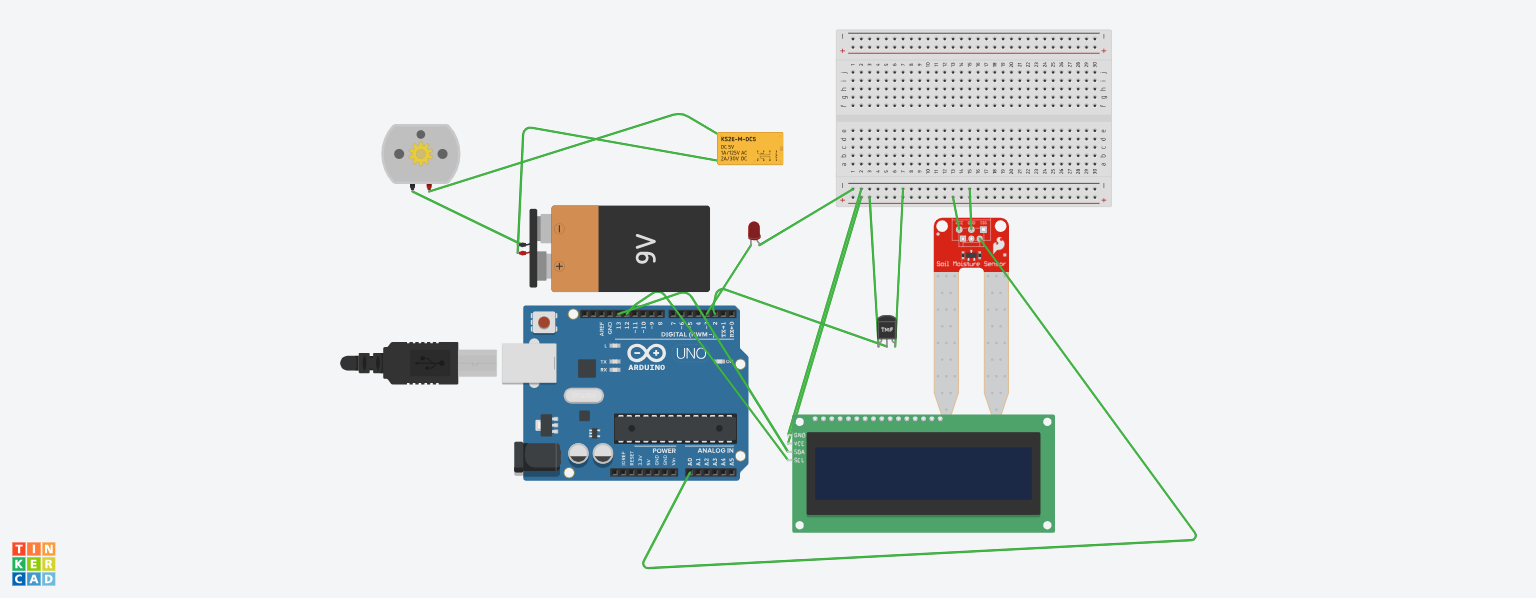 KS2E-M-DC5
DC 5V
1A/125V AC
2A/30V DC
9V
Soil Moisture Sensor
TMP
AREF
GND
13
12
~11
~10
~9
8
7
~6
~5
4
~3
2
TX→1
RX←0
DIGITAL (PWM~)
L
TX
RX
UNO
ARDUINO
POWER
ANALOG IN
IOREF
RESET
3.3V
5V
GND
GND
Vin
A0
A1
A2
A3
A4
A5
GND
VCC
SDA
SCL
TIN
KER
CAD